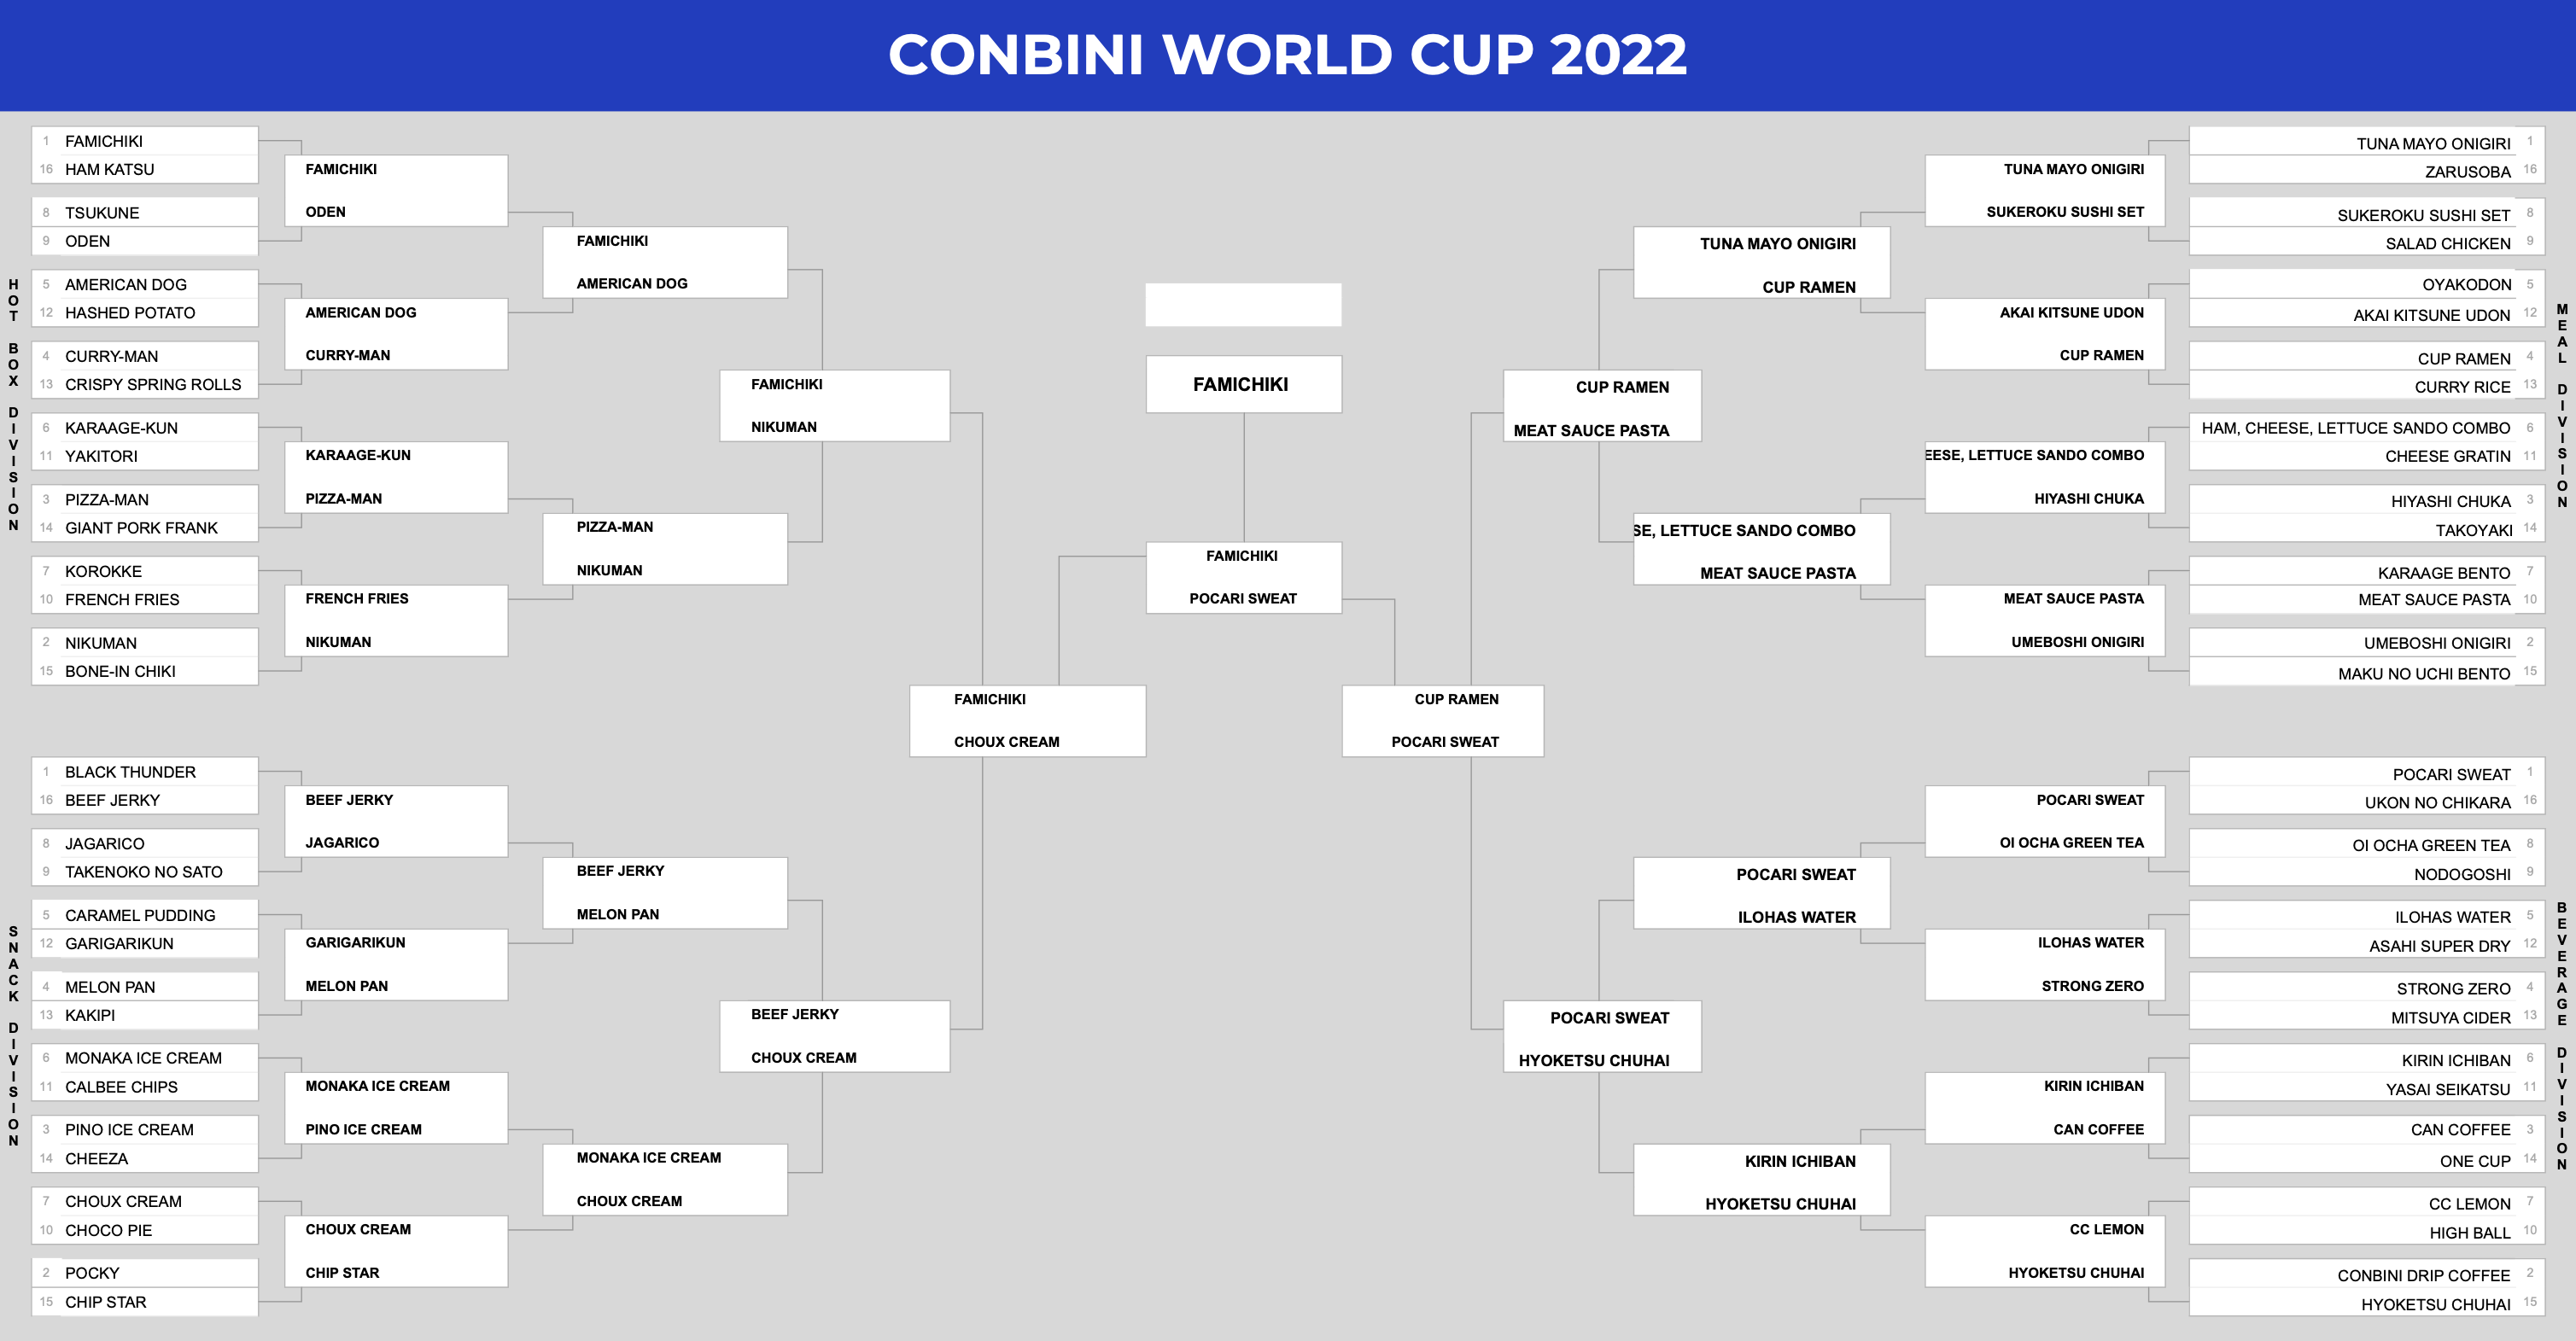 CONBINI WORLD CUP 2022
HOT BOX DIVISION
1 FAMICHIKI
16 HAM KATSU
8 TSUKUNE
9 ODEN
5 AMERICAN DOG
12 HASHED POTATO
4 CURRY-MAN
13 CRISPY SPRING ROLLS
6 KARAAGE-KUN
11 YAKITORI
3 PIZZA-MAN
14 GIANT PORK FRANK
7 KOROKKE
10 FRENCH FRIES
2 NIKUMAN
15 BONE-IN CHIKI
FAMICHIKI
ODEN
AMERICAN DOG
CURRY-MAN
KARAAGE-KUN
PIZZA-MAN
FRENCH FRIES
NIKUMAN
FAMICHIKI
AMERICAN DOG
PIZZA-MAN
NIKUMAN
FAMICHIKI
NIKUMAN
SNACK DIVISION
1 BLACK THUNDER
16 BEEF JERKY
8 JAGARICO
9 TAKENOKO NO SATO
5 CARAMEL PUDDING
12 GARIGARIKUN
4 MELON PAN
13 KAKIPI
6 MONAKA ICE CREAM
11 CALBEE CHIPS
3 PINO ICE CREAM
14 CHEEZA
7 CHOUX CREAM
10 CHOCO PIE
2 POCKY
15 CHIP STAR
BEEF JERKY
JAGARICO
GARIGARIKUN
MELON PAN
MONAKA ICE CREAM
PINO ICE CREAM
CHOUX CREAM
CHIP STAR
BEEF JERKY
MELON PAN
MONAKA ICE CREAM
CHOUX CREAM
BEEF JERKY
CHOUX CREAM
FAMICHIKI
CHOUX CREAM
FAMICHIKI
FAMICHIKI
POCARI SWEAT
CUP RAMEN
POCARI SWEAT
CUP RAMEN
MEAT SAUCE PASTA
TUNA MAYO ONIGIRI
CUP RAMEN
SE, LETTUCE SANDO COMBO
MEAT SAUCE PASTA
TUNA MAYO ONIGIRI
SUKEROKU SUSHI SET
AKAI KITSUNE UDON
CUP RAMEN
EESE, LETTUCE SANDO COMBO
HIYASHI CHUKA
MEAT SAUCE PASTA
UMEBOSHI ONIGIRI
TUNA MAYO ONIGIRI 1
ZARUSOBA 16
SUKEROKU SUSHI SET 8
SALAD CHICKEN 9
OYAKODON 5
AKAI KITSUNE UDON 12
CUP RAMEN 4
CURRY RICE 13
HAM, CHEESE, LETTUCE SANDO COMBO 6
CHEESE GRATIN 11
HIYASHI CHUKA 3
TAKOYAKI 14
KARAAGE BENTO 7
MEAT SAUCE PASTA 10
UMEBOSHI ONIGIRI 2
MAKU NO UCHI BENTO 15
MEAL DIVISION
POCARI SWEAT
HYOKETSU CHUHAI
POCARI SWEAT
ILOHAS WATER
KIRIN ICHIBAN
HYOKETSU CHUHAI
POCARI SWEAT
OI OCHA GREEN TEA
ILOHAS WATER
STRONG ZERO
KIRIN ICHIBAN
CAN COFFEE
CC LEMON
HYOKETSU CHUHAI
POCARI SWEAT 1
UKON NO CHIKARA 16
OI OCHA GREEN TEA 8
NODOGOSHI 9
ILOHAS WATER 5
ASAHI SUPER DRY 12
STRONG ZERO 4
MITSUYA CIDER 13
KIRIN ICHIBAN 6
YASAI SEIKATSU 11
CAN COFFEE 3
ONE CUP 14
CC LEMON 7
HIGH BALL 10
CONBINI DRIP COFFEE 2
HYOKETSU CHUHAI 15
BEVERAGE DIVISION